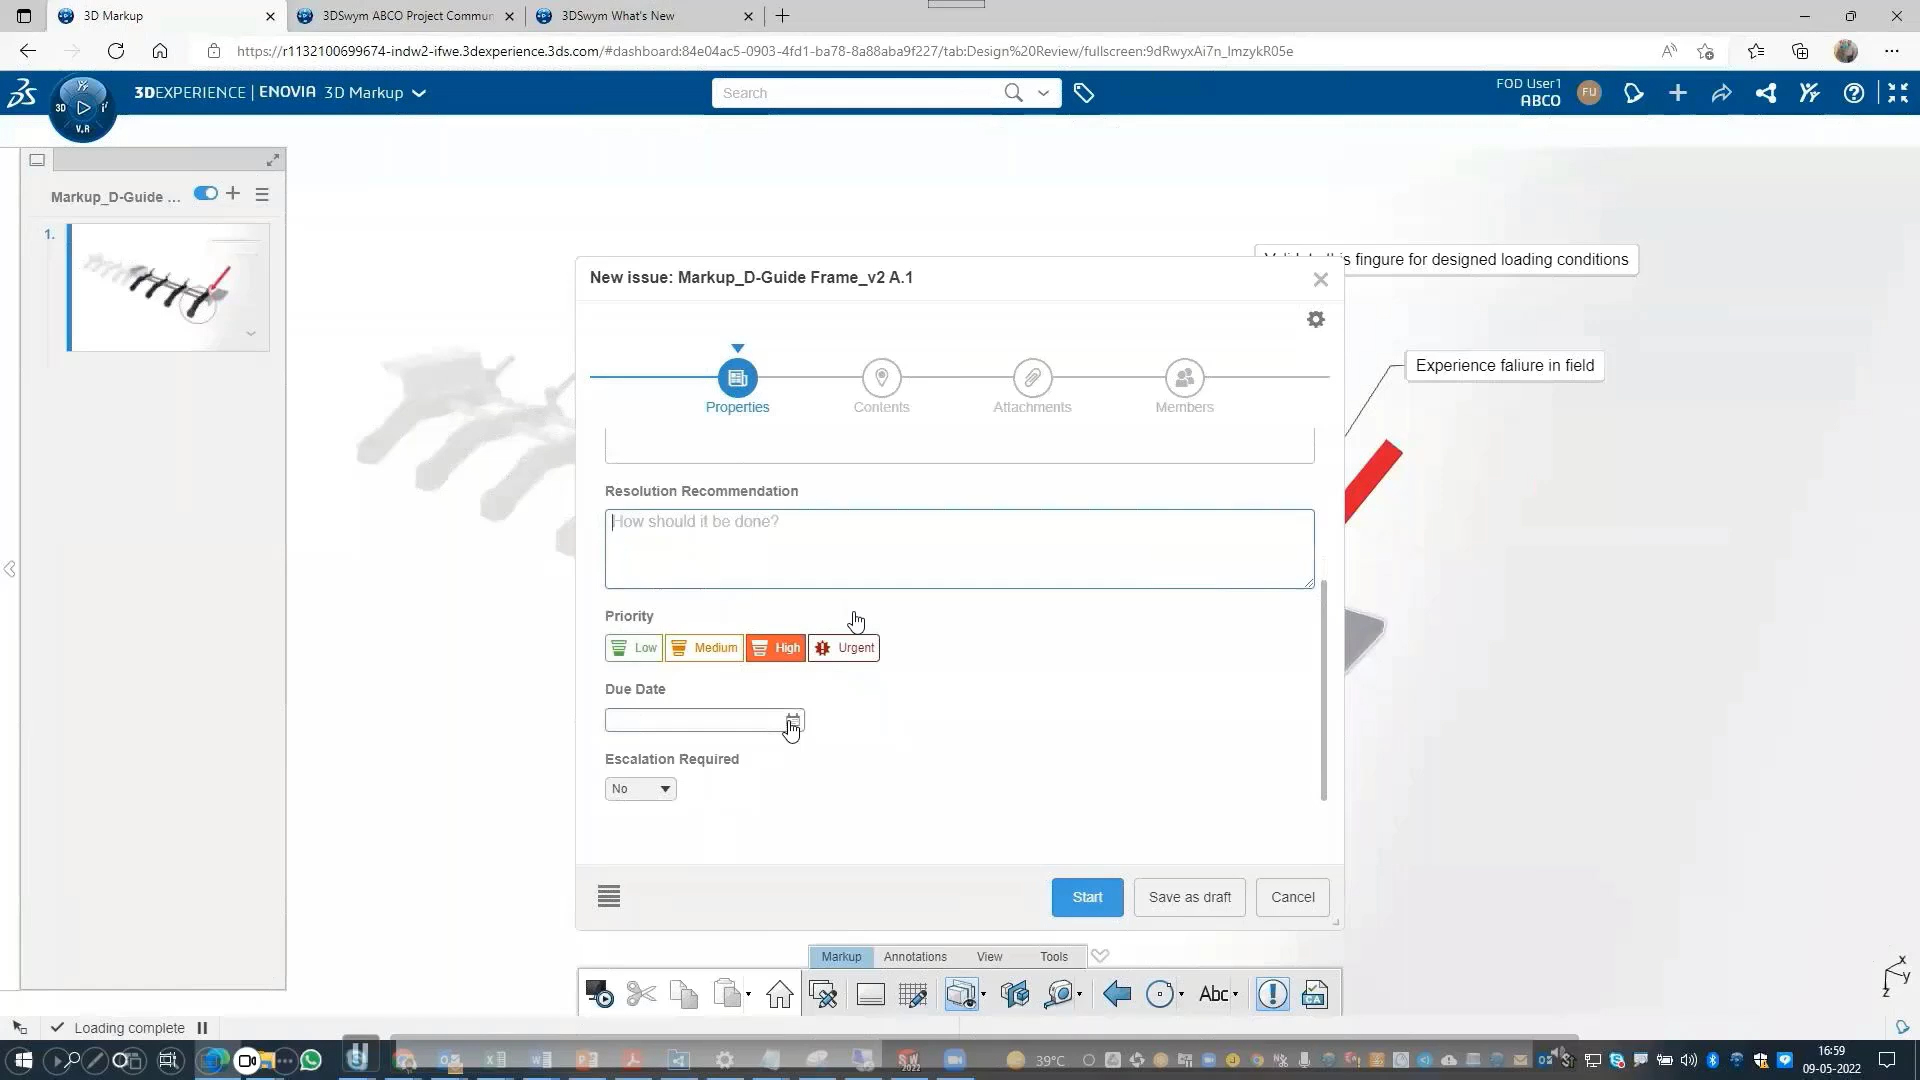 3D Markup
3DSwym ABCO Project Commun
3DSwym What's New
https://r1132100699674-indw2-ifwe.3dexperience.3ds.com/#dashboard:84e04ac5-0903-4fd1-ba78-8a88aba9f227/tab:Design%20Review/fullscreen:9dRwyxAi7n_lmzykR05e
3DEXPERIENCE | ENOVIA 3D Markup
Search
FOD User1
ABCO
FU
3D
V.R
Markup_D-Guide ...
1.
fingure for designed loading conditions
New issue: Markup_D-Guide Frame_v2 A.1
Experience faliure in field
Properties
Contents
Attachments
Members
Resolution Recommendation
How should it be done?
Priority
Low
Medium
High
Urgent
Due Date
Escalation Required
No
Start
Save as draft
Cancel
Markup
Annotations
View
Tools
Abc
CA
x
y
z
Loading complete
39°C
16:59
09-05-2022